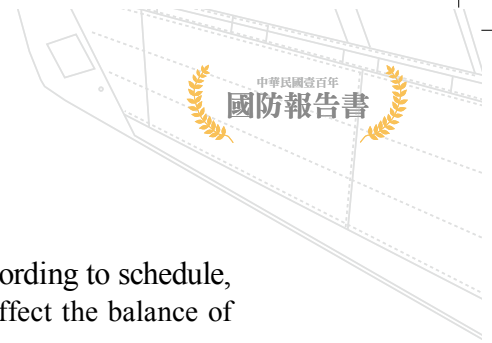 中華民國壹百年
國防報告書
ording to schedule,
ffect the balance of